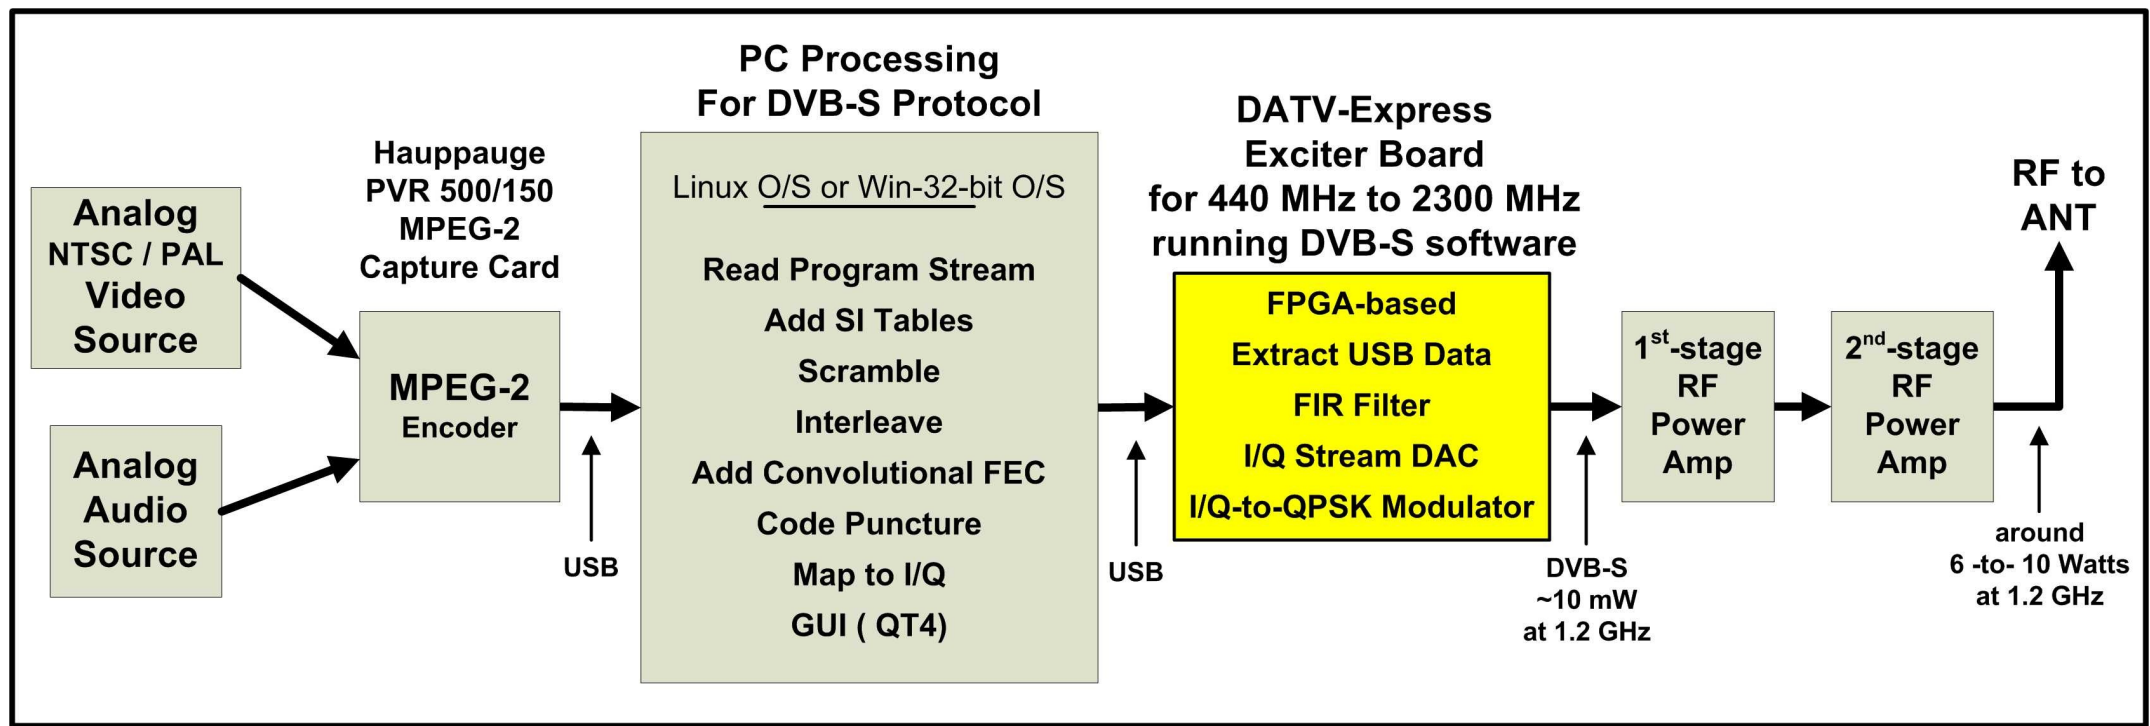 PC Processing
For DVB-S Protocol
DATV-Express
Exciter Board
for 440 MHz to 2300 MHz
running DVB-S software
Hauppauge
PVR 500/150
MPEG-2
Capture Card
RF to
ANT
Analog
NTSC / PAL
Video
Source
Analog
Audio
Source
MPEG-2
Encoder
USB
Linux O/S or Win-32-bit O/S
Read Program Stream
Add SI Tables
Scramble
Interleave
Add Convolutional FEC
Code Puncture
Map to I/Q
GUI ( QT4)
USB
FPGA-based
Extract USB Data
FIR Filter
I/Q Stream DAC
I/Q-to-QPSK Modulator
DVB-S
~10 mW
at 1.2 GHz
1st-stage
RF
Power
Amp
2nd-stage
RF
Power
Amp
around
6 -to- 10 Watts
at 1.2 GHz